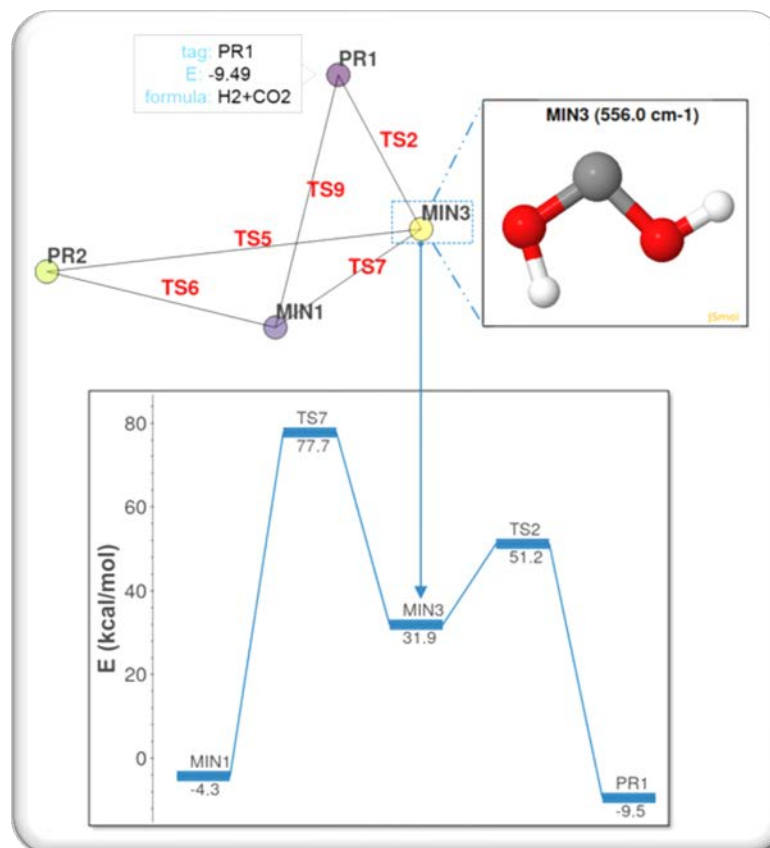 tag: PR1
E: -9.49
formula: H2+CO2
PR1
TS2
TS9
MIN3
TS5
PR2
TS7
TS6
MIN1
MIN3 (556.0 cm-1)
JSmol
E (kcal/mol)
80
60
40
20
0
TS7
77.7
TS2
51.2
MIN3
31.9
MIN1
-4.3
PR1
-9.5